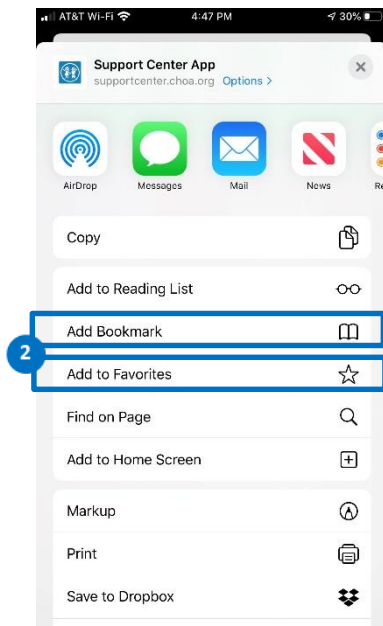 AT&T Wi-Fi 4:47 PM 30%
Support Center App
supportcenter.choa.org Options >
AirDrop Messages Mail News Re
Copy
Add to Reading List
Add Bookmark
2
Add to Favorites
Find on Page
Add to Home Screen
Markup
Print
Save to Dropbox